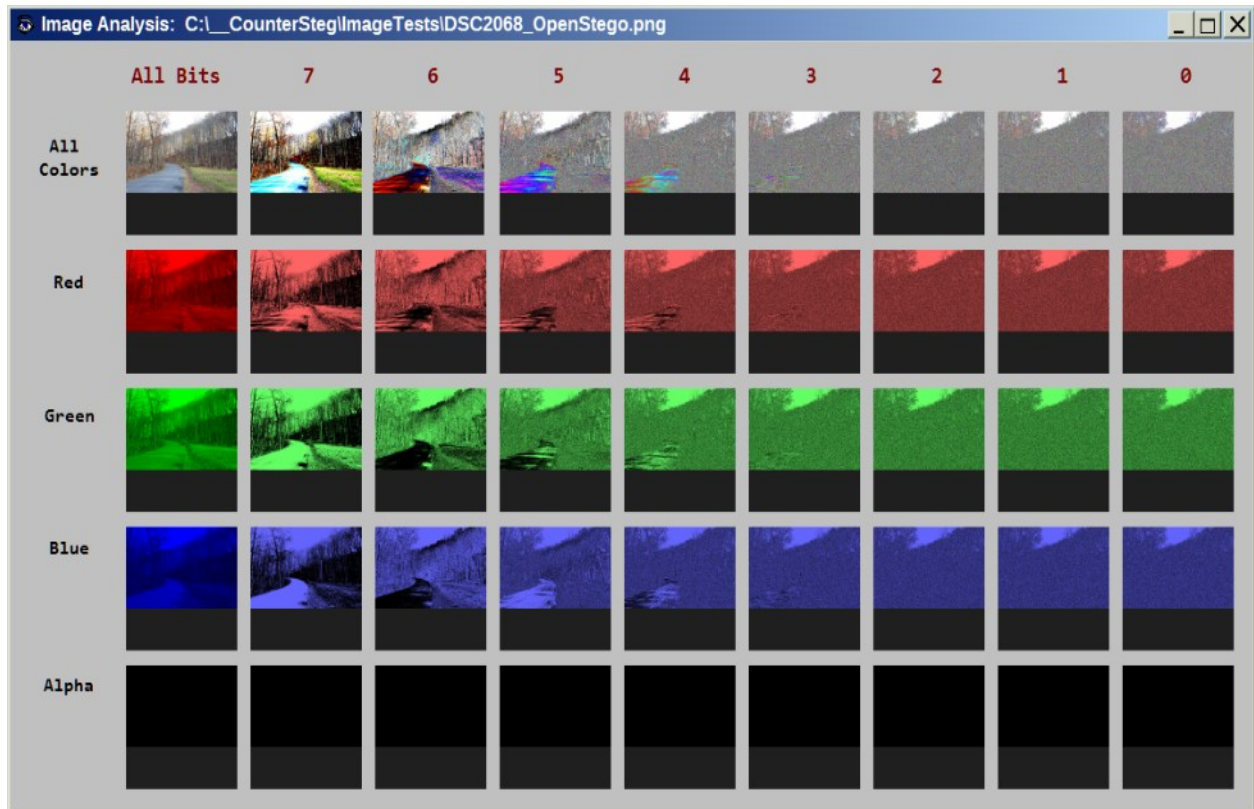 Image Analysis: C:\__CounterSteg\ImageTests\DSC2068_OpenStego.png
All Bits 7 6 5 4 3 2 1 0
All
Colors
Red
Green
Blue
Alpha